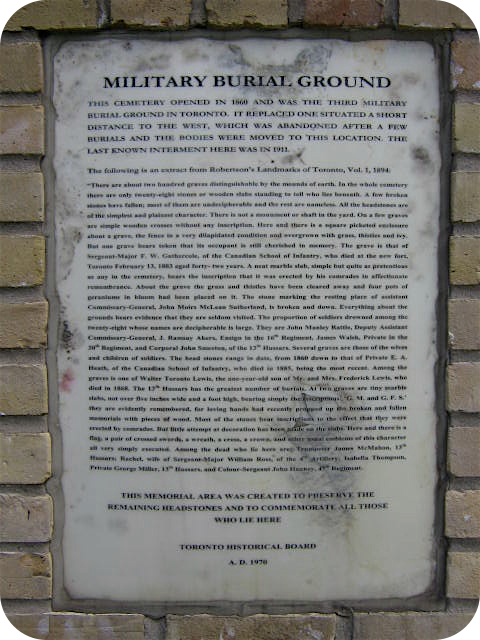 MILITARY BURIAL GROUND
THIS CEMETERY OPENED IN 1860 AND WAS THE THIRD MILITARY
BURIAL GROUND IN TORONTO. IT REPLACED ONE SITUATED A SHORT
DISTANCE TO THE WEST, WHICH WAS ABANDONED AFTER A FEW
BURIALS AND THE BODIES WERE MOVED TO THIS LOCATION. THE
LAST KNOWN INTERMENT HERE WAS IN 1911.
The following is an extract from Robertson's Landmarks of Toronto, Vol. 1, 1894:
"There are about two hundred graves distinguishable by the mounds of earth. In the whole cemetery
there are only twenty-eight stones or wooden slabs standing to tell who lies beneath. A few broken
stones have fallen; most of them are undecipherable and the rest are nameless. All the headstones are
of the simplest and plainest character. There is not a monument or shaft in the yard. On a few graves
are simple wooden crosses without any inscription. Here and there is a square picketed enclosure
about a grave, the fence in a very dilapidated condition and overgrown with grass, thistles and ivy.
But one grave bears token that its occupant is still cherished in memory. The grave is that of
Sergeant-Major F. W. Gathercole, of the Canadian School of Infantry, who died at the new fort,
Toronto February 13, 1883 aged forty-two years. A neat marble slab, simple but quite as pretentious
as any in the cemetery, bears the inscription that it was erected by his comrades in affectionate
remembrance. About the grave the grass and thistles have been cleared away and four pots of
geraniums in bloom had been placed on it. The stone marking the resting place of assistant
Commissary-General, John Moirs McLean Sutherland, is broken and down. Everything about the
grounds bears evidence that they are seldom visited. The proportion of soldiers drowned among the
twenty-eight whose names are decipherable is large. They are John Manley Rattle, Deputy Assistant
Commissary-General, J. Ramsay Akers, Ensign in the 16th Regiment, James Walsh, Private in the
30th Regiment, and Corporal John Smeeton, of the 13th Hussars. Several graves are those of the wives
and children of soldiers. The head stones range in date, from 1860 down to that of Private E. A.
Heath, of the Canadian School of Infantry, who died in 1885, being the most recent. Among the
graves is one of Walter Toronto Lewis, the one-year-old son of Mr. and Mrs. Frederick Lewis, who
died in 1868. The 13th Hussars has the greatest number of burials. At two graves are tiny marble
slabs, not over five inches wide and a foot high, bearing simply the inscriptions, 'G. M. and G. F. S.'
they are evidently remembered, for loving hands had recently propped up the broken and fallen
memorials with pieces of wood. Most of the stones bear inscriptions to the effect that they were
erected by comrades. But little attempt at decoration has been made on the slabs. Here and there is a
flag, a pair of crossed swords, a wreath, a cross, a crown, and other usual emblems of this character
all very simply executed. Among the dead who lie here are: Trumpeter James McMahon, 13th
Hussars; Rachel, wife of Sergeant-Major William Ross, of the 4th Artillery, Isabella Thompson,
Private George Miller, 13th Hussars, and Colour-Sergeant John Hazney, 47th Regiment.
THIS MEMORIAL AREA WAS CREATED TO PRESERVE THE
REMAINING HEADSTONES AND TO COMMEMORATE ALL THOSE
WHO LIE HERE
TORONTO HISTORICAL BOARD
A. D. 1970